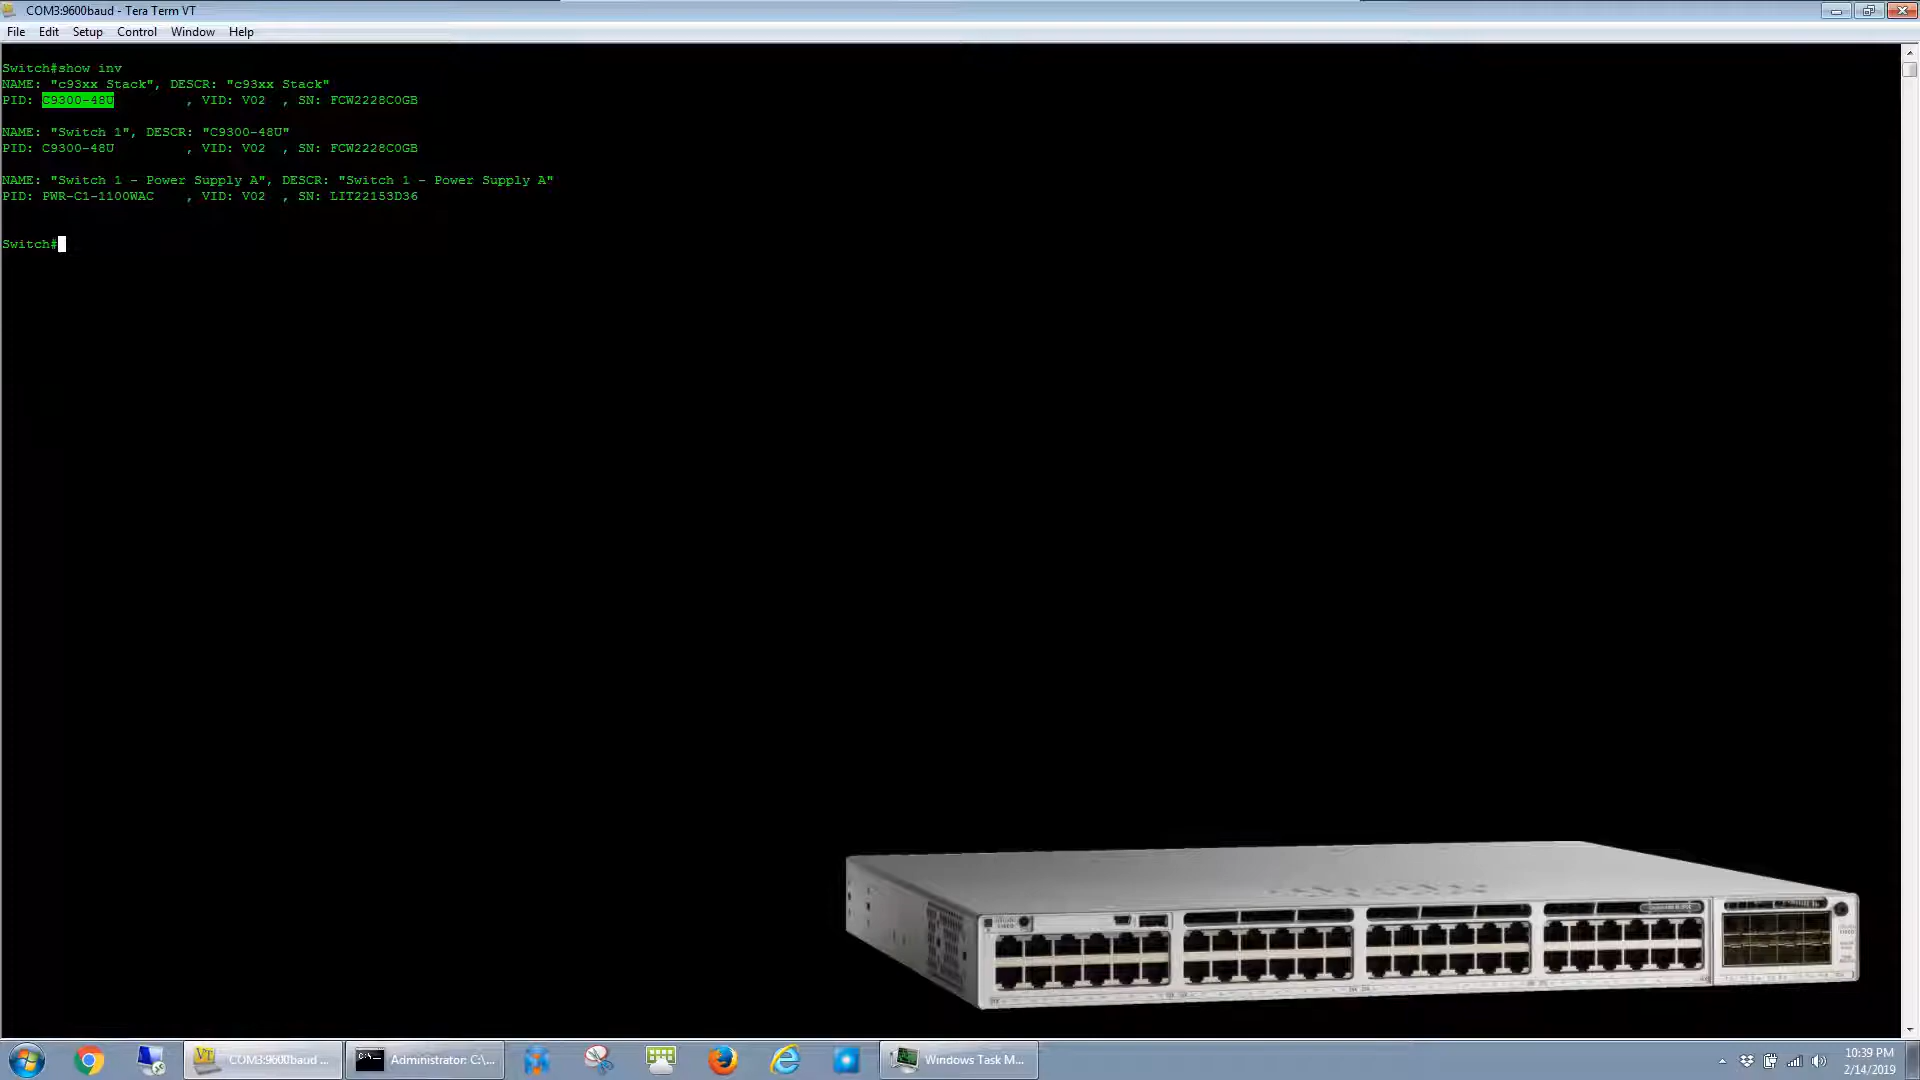 COM3:9600baud - Tera Term VT
File Edit Setup Control Window Help
Switch#show inv
NAME: "c93xx Stack", DESCR: "c93xx Stack"
PID: C9300-48U , VID: V02 , SN: FCW2228C0GB
NAME: "Switch 1", DESCR: "C9300-48U"
PID: C9300-48U , VID: V02 , SN: FCW2228C0GB
NAME: "Switch 1 - Power Supply A", DESCR: "Switch 1 - Power Supply A"
PID: PWR-C1-1100WAC , VID: V02 , SN: LIT22153D36
Switch#
COM3:9600baud ...
Administrator: C:\...
Windows Task M...
10:39 PM
2/14/2019